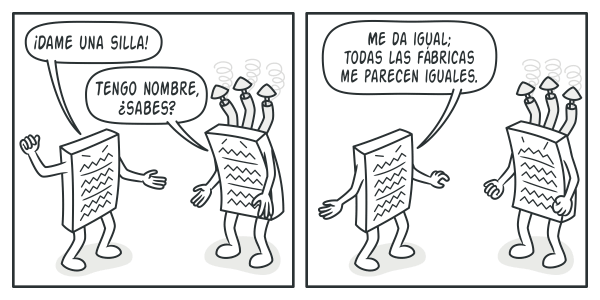 ¡DAME UNA SILLA!
TENGO NOMBRE,
¿SABES?
ME DA IGUAL;
TODAS LAS FÁBRICAS
ME PARECEN IGUALES.